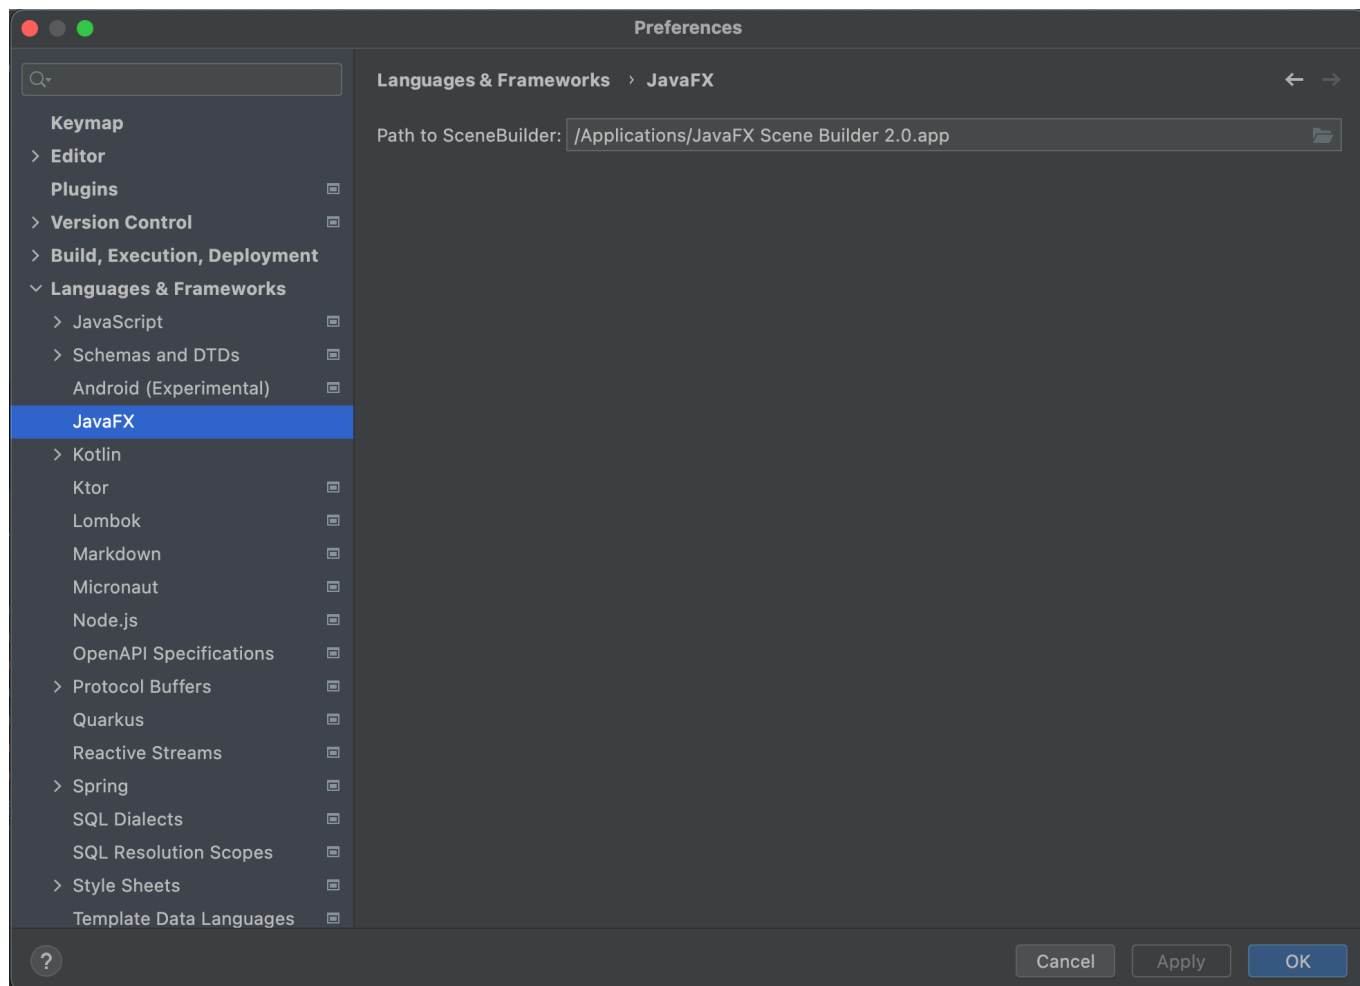 Preferences
Languages & Frameworks › JavaFX
Path to SceneBuilder: /Applications/JavaFX Scene Builder 2.0.app
Keymap
Editor
Plugins
Version Control
Build, Execution, Deployment
Languages & Frameworks
JavaScript
Schemas and DTDs
Android (Experimental)
JavaFX
Kotlin
Ktor
Lombok
Markdown
Micronaut
Node.js
OpenAPI Specifications
Protocol Buffers
Quarkus
Reactive Streams
Spring
SQL Dialects
SQL Resolution Scopes
Style Sheets
Template Data Languages
?
Cancel
Apply
OK